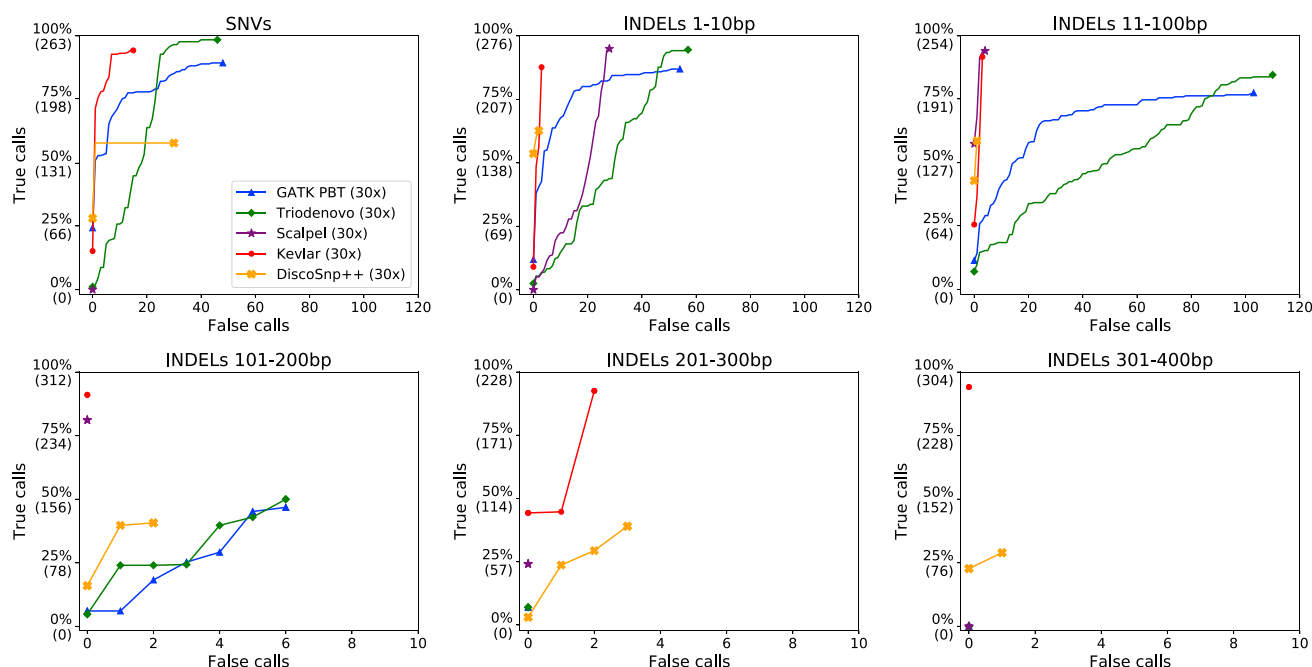 SNVs
100%
(263)
75%
(198)
50%
(131)
25%
(66)
0%
(0)
True calls
0 20 40 60 80 100 120
False calls
GATK PBT (30x)
Triodenovo (30x)
Scalpel (30x)
Kevlar (30x)
DiscoSnp++ (30x)
INDELs 1-10bp
100%
(276)
75%
(207)
50%
(138)
25%
(69)
0%
(0)
True calls
0 20 40 60 80 100 120
False calls
INDELs 11-100bp
100%
(254)
75%
(191)
50%
(127)
25%
(64)
0%
(0)
True calls
0 20 40 60 80 100 120
False calls
INDELs 101-200bp
100%
(312)
75%
(234)
50%
(156)
25%
(78)
0%
(0)
True calls
0 2 4 6 8 10
False calls
INDELs 201-300bp
100%
(228)
75%
(171)
50%
(114)
25%
(57)
0%
(0)
True calls
0 2 4 6 8 10
False calls
INDELs 301-400bp
100%
(304)
75%
(228)
50%
(152)
25%
(76)
0%
(0)
True calls
0 2 4 6 8 10
False calls